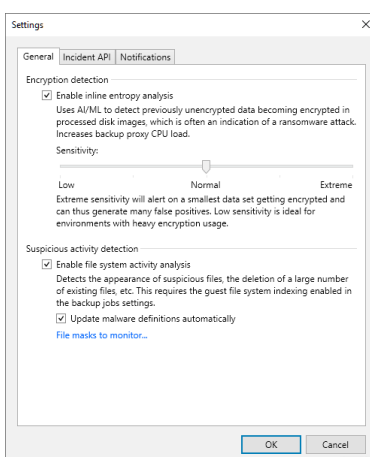 Settings
General Incident API Notifications
Encryption detection
Enable inline entropy analysis
Uses AI/ML to detect previously unencrypted data becoming encrypted in
processed disk images, which is often an indication of a ransomware attack.
Increases backup proxy CPU load.
Sensitivity:
Low Normal Extreme
Extreme sensitivity will alert on a smallest data set getting encrypted and
can thus generate many false positives. Low sensitivity is ideal for
environments with heavy encryption usage.
Suspicious activity detection
Enable file system activity analysis
Detects the appearance of suspicious files, the deletion of a large number
of existing files, etc. This requires the guest file system indexing enabled in
the backup jobs settings.
Update malware definitions automatically
File masks to monitor...
OK Cancel